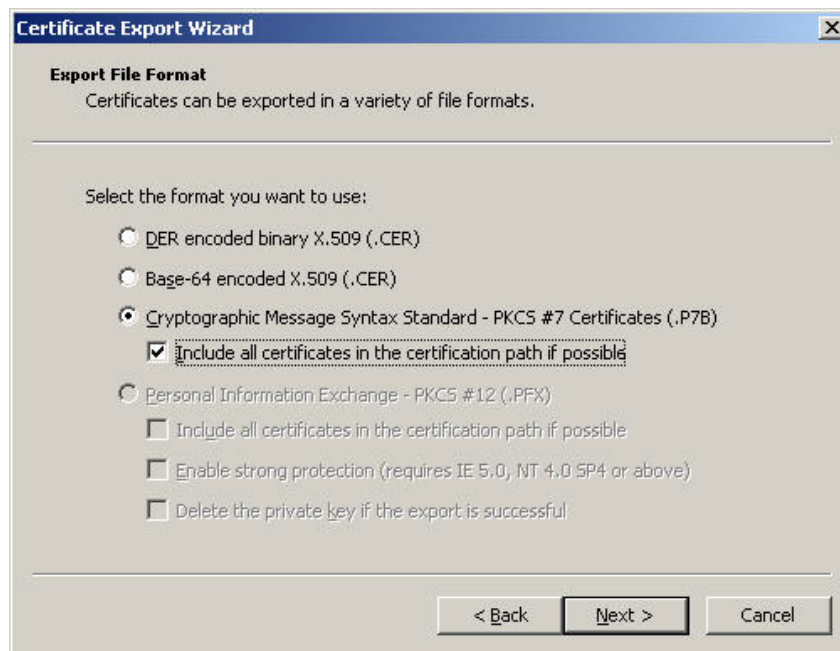 Certificate Export Wizard
Export File Format
Certificates can be exported in a variety of file formats.
Select the format you want to use:
DER encoded binary X.509 (.CER)
Base-64 encoded X.509 (.CER)
Cryptographic Message Syntax Standard - PKCS #7 Certificates (.P7B)
Include all certificates in the certification path if possible
Personal Information Exchange - PKCS #12 (.PFX)
Include all certificates in the certification path if possible
Enable strong protection (requires IE 5.0, NT 4.0 SP4 or above)
Delete the private key if the export is successful
< Back Next > Cancel